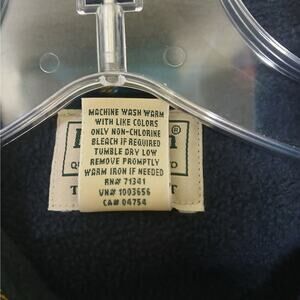 MACHINE WASH WARM
WITH LIKE COLORS
ONLY NON-CHLORINE
BLEACH IF REQUIRED
TUMBLE DRY LOW
REMOVE PROMPTLY
WARM IRON IF NEEDED
RN# 71341
VN# 1003656
CA# 04754